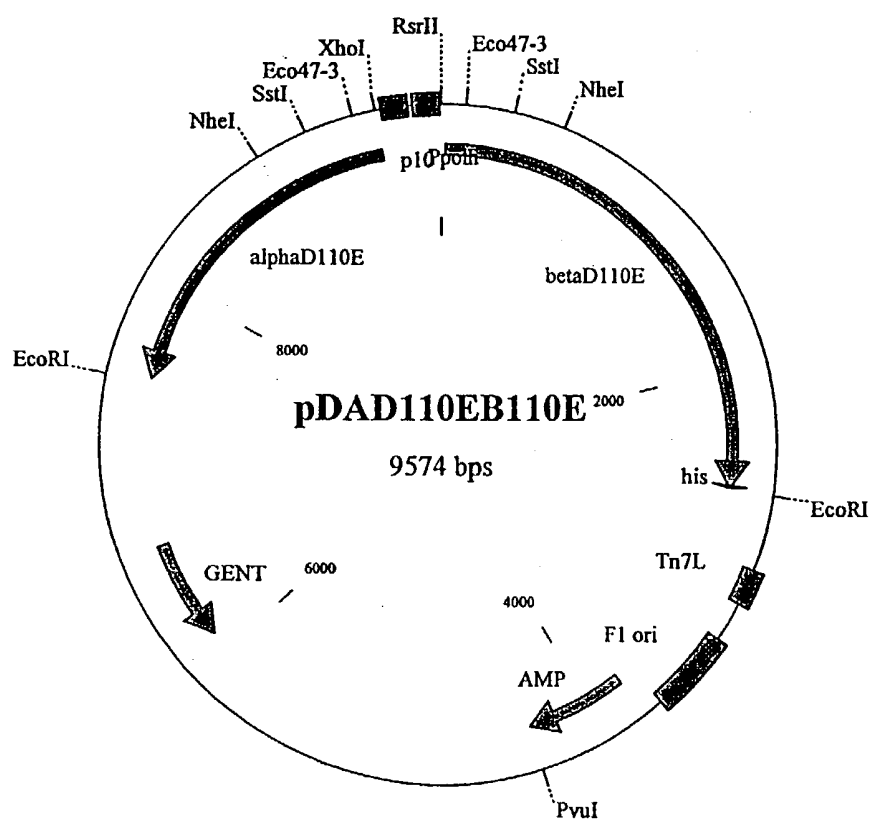 RsrII
XhoI
Eco47-3
Eco47-3
SstI
SstI
NheI
NheI
p10
Ppolh
alphaD110E
betaD110E
EcoRI
8000
pDAD110EB110E
2000
9574 bps
his
EcoRI
Tn7L
GENT
6000
4000
F1 ori
AMP
PvuI